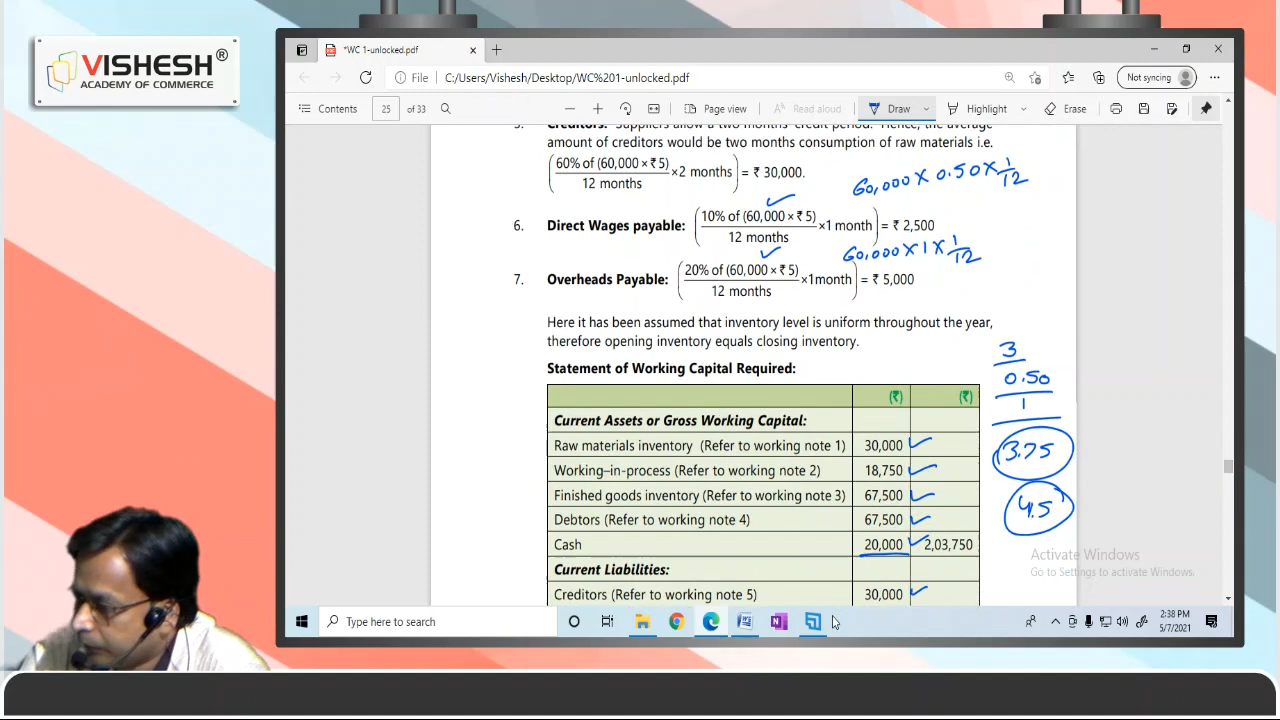 VISHESH®
ACADEMY OF COMMERCE
*WC 1-unlocked.pdf
File
C:/Users/Vishesh/Desktop/WC%201-unlocked.pdf
Not syncing
Contents
25
of 33
Page view
Read aloud
Draw
Highlight
Erase
Creditors: Suppliers allow a two months' credit period. Hence, the average
amount of creditors would be two months consumption of raw materials i.e.
(60% of (60,000 × ₹ 5) / 12 months × 2 months) = ₹ 30,000.
60,000 × 0.50 × 1/12
6. Direct Wages payable: (10% of (60,000 × ₹ 5) / 12 months × 1 month) = ₹ 2,500
60,000 × 1 × 1/12
7. Overheads Payable: (20% of (60,000 × ₹ 5) / 12 months × 1month) = ₹ 5,000
Here it has been assumed that inventory level is uniform throughout the year,
therefore opening inventory equals closing inventory.
Statement of Working Capital Required:
(₹) (₹)
Current Assets or Gross Working Capital:
Raw materials inventory (Refer to working note 1) 30,000
Working–in-process (Refer to working note 2) 18,750
Finished goods inventory (Refer to working note 3) 67,500
Debtors (Refer to working note 4) 67,500
Cash 20,000 2,03,750
Current Liabilities:
Creditors (Refer to working note 5) 30,000
3
0.50
1
3.75
4.5
Activate Windows
Go to Settings to activate Windows.
Type here to search
2:38 PM
5/7/2021